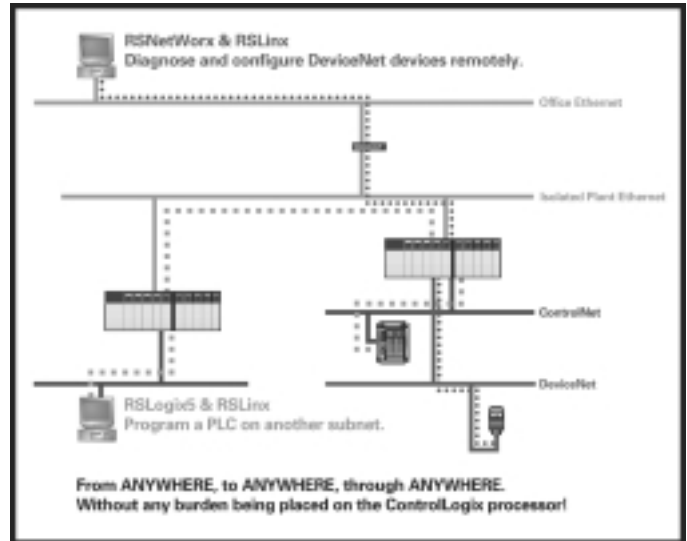 RSNetWorx & RSLinx
Diagnose and configure DeviceNet devices remotely.
Office Ethernet
Isolated Plant Ethernet
ControlNet
DeviceNet
RSLogix5 & RSLinx
Program a PLC on another subnet.
From ANYWHERE, to ANYWHERE, through ANYWHERE.
Without any burden being placed on the ControlLogix processor!